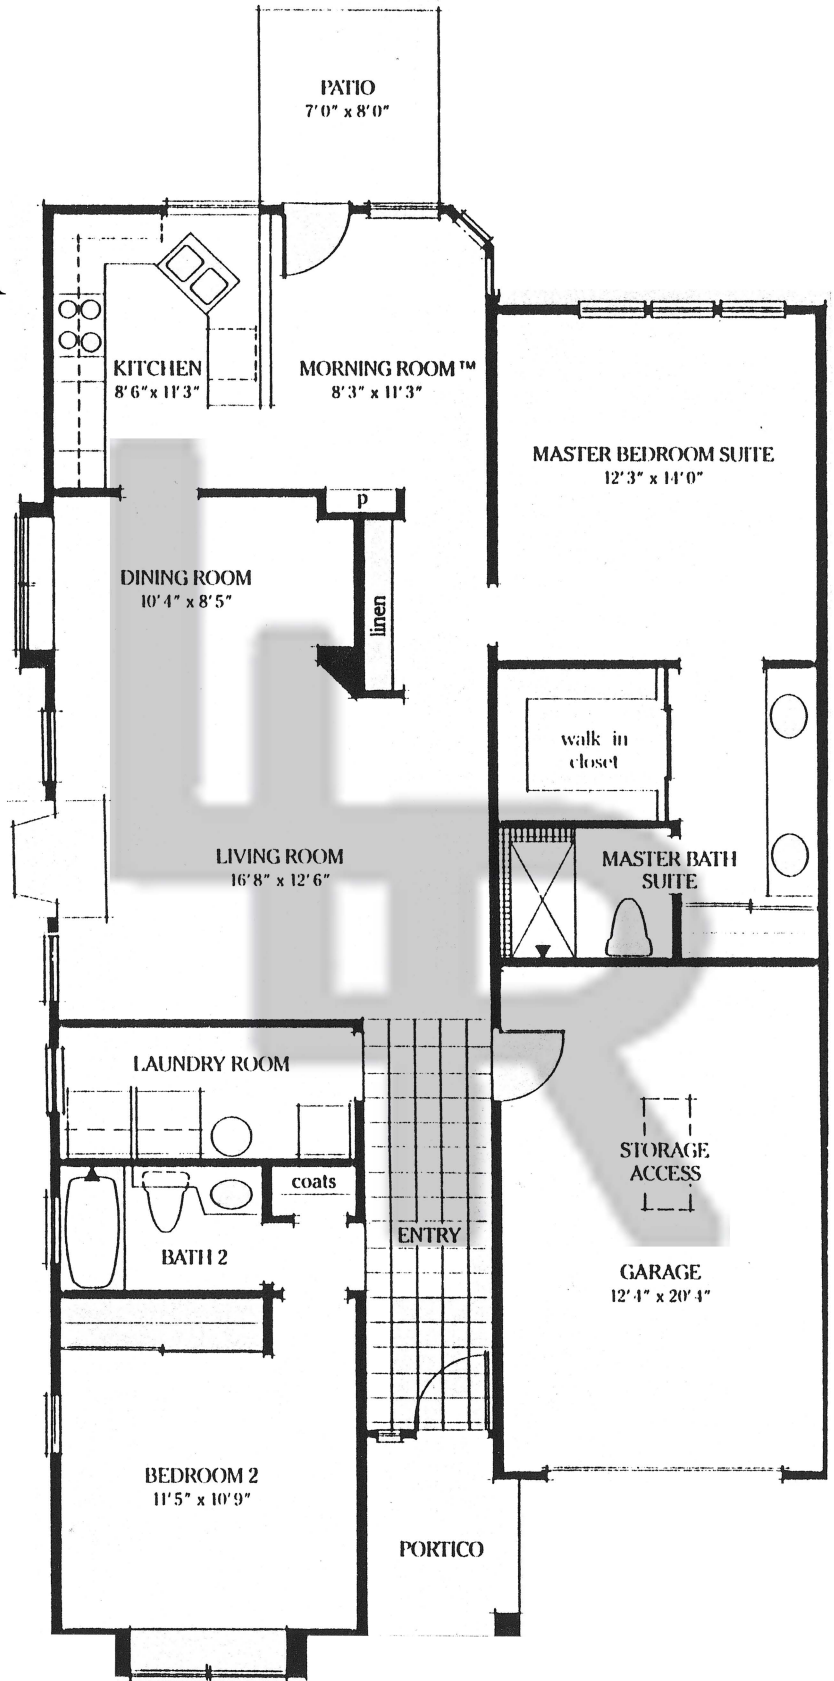 PATIO
7'0" x 8'0"
KITCHEN
8'6" x 11'3"
MORNING ROOM™
8'3" x 11'3"
MASTER BEDROOM SUITE
12'3" x 14'0"
p
DINING ROOM
10'4" x 8'5"
linen
walk in
closet
LIVING ROOM
16'8" x 12'6"
MASTER BATH
SUITE
LAUNDRY ROOM
STORAGE
ACCESS
coats
ENTRY
BATH 2
GARAGE
12'4" x 20'4"
BEDROOM 2
11'5" x 10'9"
PORTICO